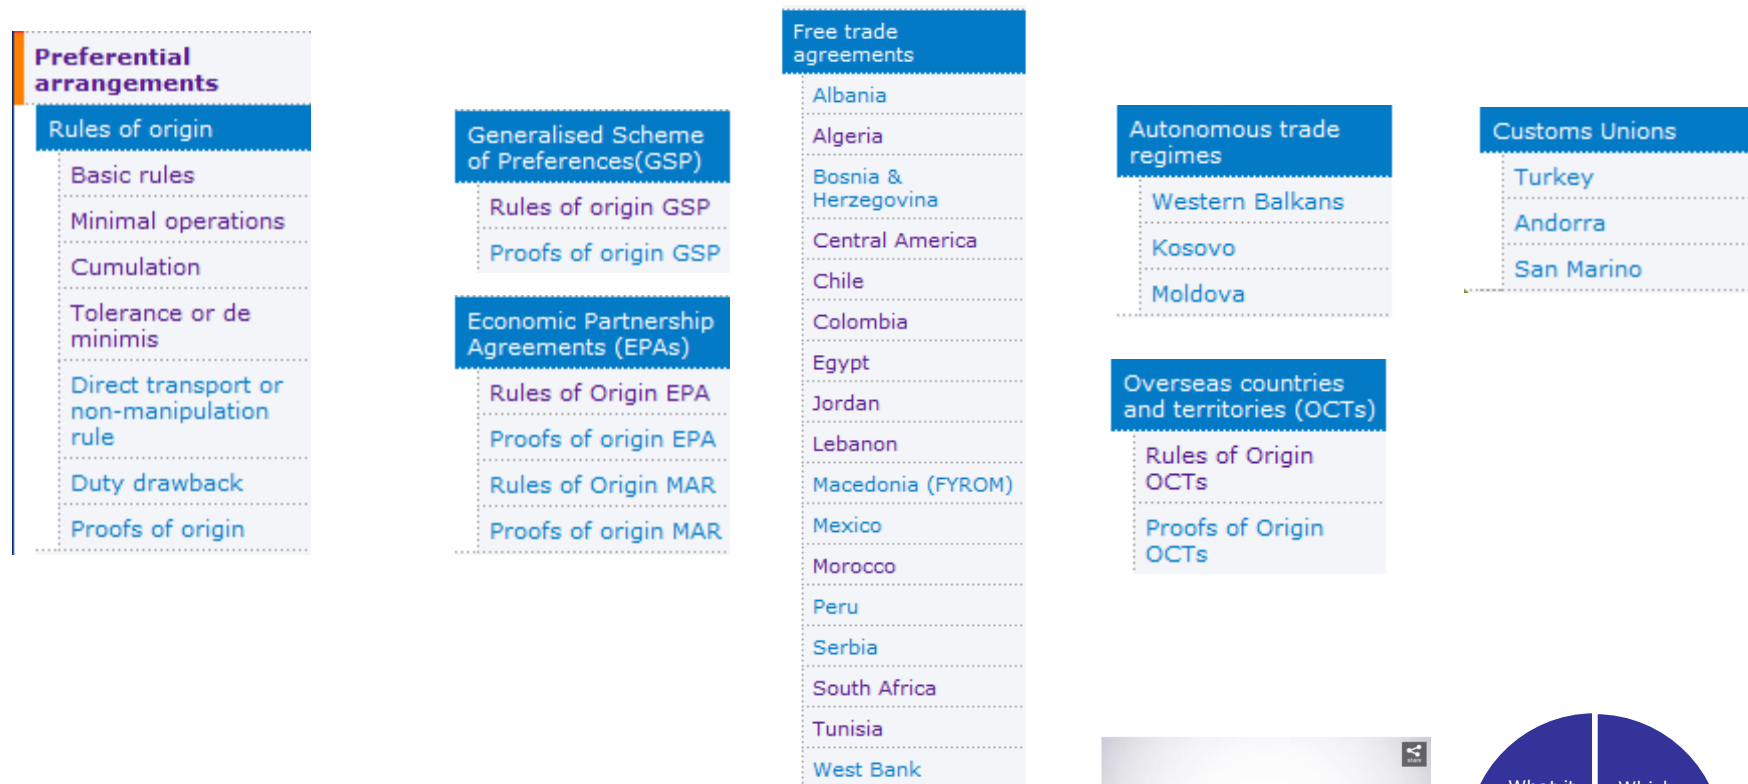 Preferential
arrangements
Rules of origin
Basic rules
Minimal operations
Cumulation
Tolerance or de
minimis
Direct transport or
non-manipulation
rule
Duty drawback
Proofs of origin
Generalised Scheme
of Preferences(GSP)
Rules of origin GSP
Proofs of origin GSP
Economic Partnership
Agreements (EPAs)
Rules of Origin EPA
Proofs of origin EPA
Rules of Origin MAR
Proofs of origin MAR
Free trade
agreements
Albania
Algeria
Bosnia &
Herzegovina
Central America
Chile
Colombia
Egypt
Jordan
Lebanon
Macedonia (FYROM)
Mexico
Morocco
Peru
Serbia
South Africa
Tunisia
West Bank
Autonomous trade
regimes
Western Balkans
Kosovo
Moldova
Overseas countries
and territories (OCTs)
Rules of Origin
OCTs
Proofs of Origin
OCTs
Customs Unions
Turkey
Andorra
San Marino
share